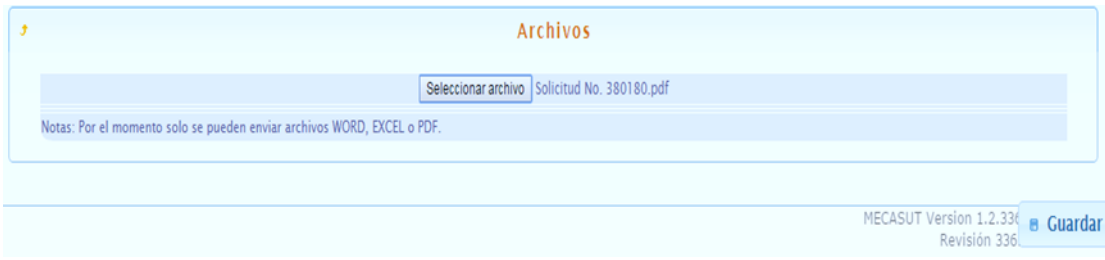 Archivos
Seleccionar archivo Solicitud No. 380180.pdf
Notas: Por el momento solo se pueden enviar archivos WORD, EXCEL o PDF.
MECASUT Version 1.2.336
Guardar
Revisión 336